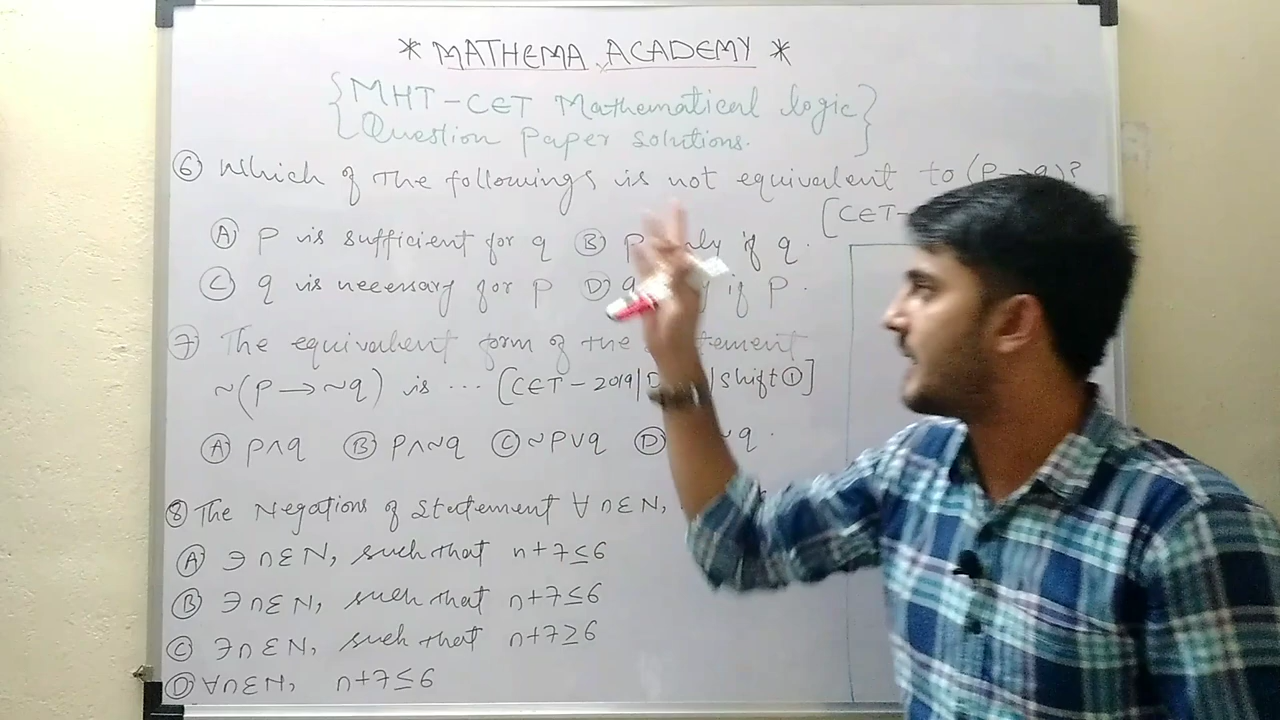 * MATHEMA ACADEMY *
{MHT-CET Mathematical logic
Question Paper solutions.}
⑥ Which of the followings is not equivalent to (P→q)?
[CET-
Ⓐ P is sufficient for q Ⓑ P only if q.
Ⓒ q is necessary for P Ⓓ q if P.
⑦ The equivalent form of the statement
~(P→~q) is ... [CET-2019| |Shift①]
Ⓐ P∧q Ⓑ P∧~q Ⓒ ~P∨q Ⓓ ~q.
⑧ The Negations of Statement ∀ n∈N,
Ⓐ ∃ n∈N, such that n+7≤6
Ⓑ ∃ n∈N, such that n+7≤6
Ⓒ ∃ n∈N, such that n+7≥6
Ⓓ ∀n∈N, n+7≤6